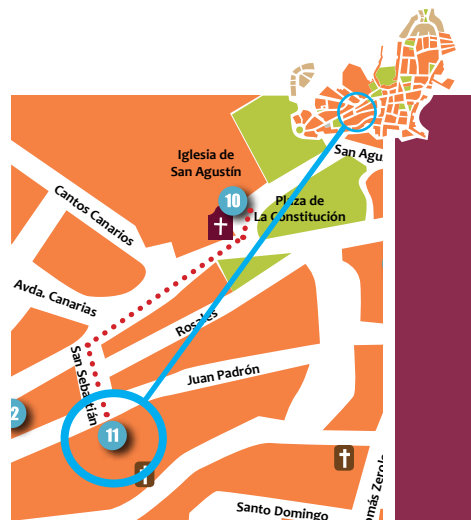 San Agu
Iglesia de
San Agustín
10
Plaza de
La Constitución
Cantos Canarios
Avda. Canarias
Rosales
San Sebastián
Juan Padrón
2
11
Santo Domingo
omás Zerol